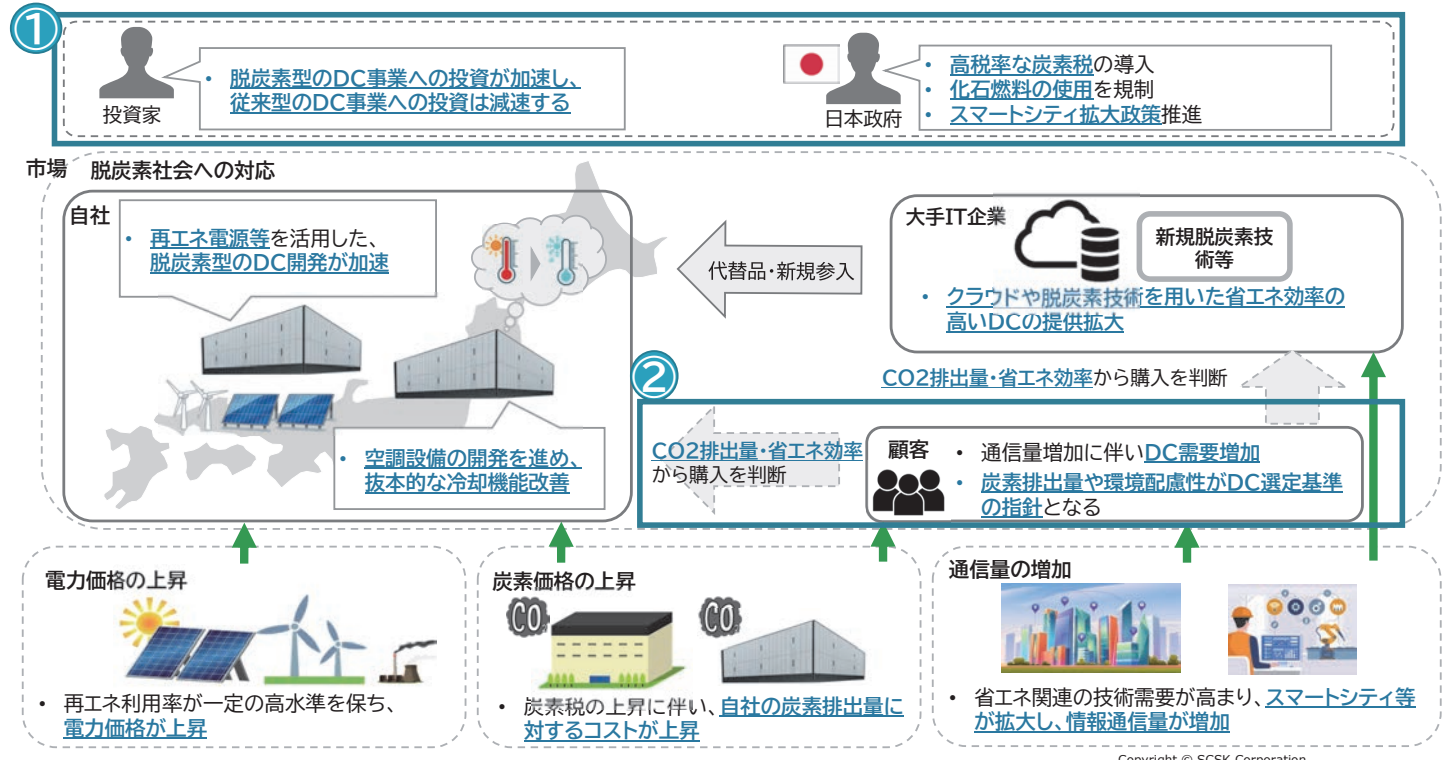 ①
投資家
• 脱炭素型のDC事業への投資が加速し、
従来型のDC事業への投資は減速する
日本政府
• 高税率な炭素税の導入
• 化石燃料の使用を規制
• スマートシティ拡大政策推進
市場 脱炭素社会への対応
自社
• 再エネ電源等を活用した、
脱炭素型のDC開発が加速
• 空調設備の開発を進め、
抜本的な冷却機能改善
代替品・新規参入
大手IT企業
新規脱炭素技
術等
• クラウドや脱炭素技術を用いた省エネ効率の
高いDCの提供拡大
CO2排出量・省エネ効率から購入を判断
②
CO2排出量・省エネ効率
から購入を判断
顧客
• 通信量増加に伴いDC需要増加
• 炭素排出量や環境配慮性がDC選定基準
の指針となる
電力価格の上昇
• 再エネ利用率が一定の高水準を保ち、
電力価格が上昇
炭素価格の上昇
CO
CO
• 炭素税の上昇に伴い、自社の炭素排出量に
対するコストが上昇
通信量の増加
• 省エネ関連の技術需要が高まり、スマートシティ等
が拡大し、情報通信量が増加
Copyright © SCSK Corporation